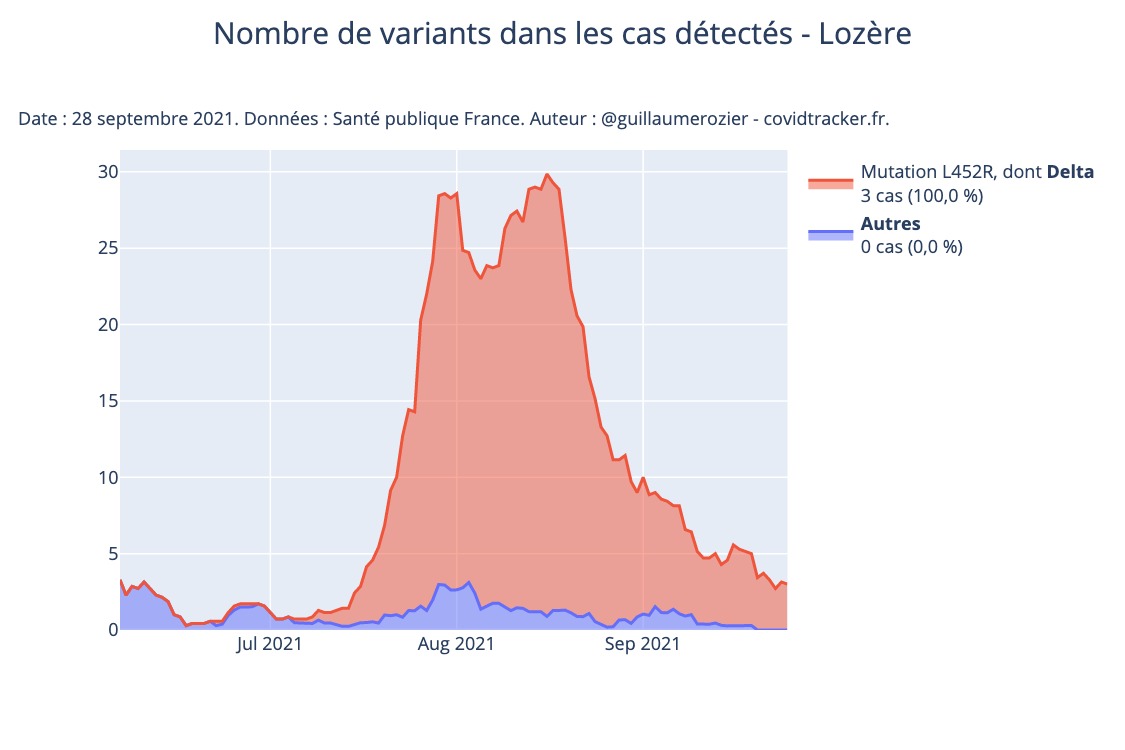 Nombre de variants dans les cas détectés - Lozère
Date : 28 septembre 2021. Données : Santé publique France. Auteur : @guillaumerozier - covidtracker.fr.
30
25
20
15
10
5
0
Jul 2021
Aug 2021
Sep 2021
Mutation L452R, dont Delta
3 cas (100,0 %)
Autres
0 cas (0,0 %)